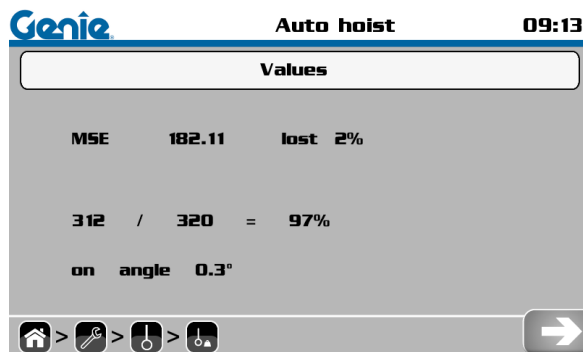 Genie. Auto hoist 09:13
Values
MSE 182.11 lost 2%
312 / 320 = 97%
on angle 0.3°
> > >